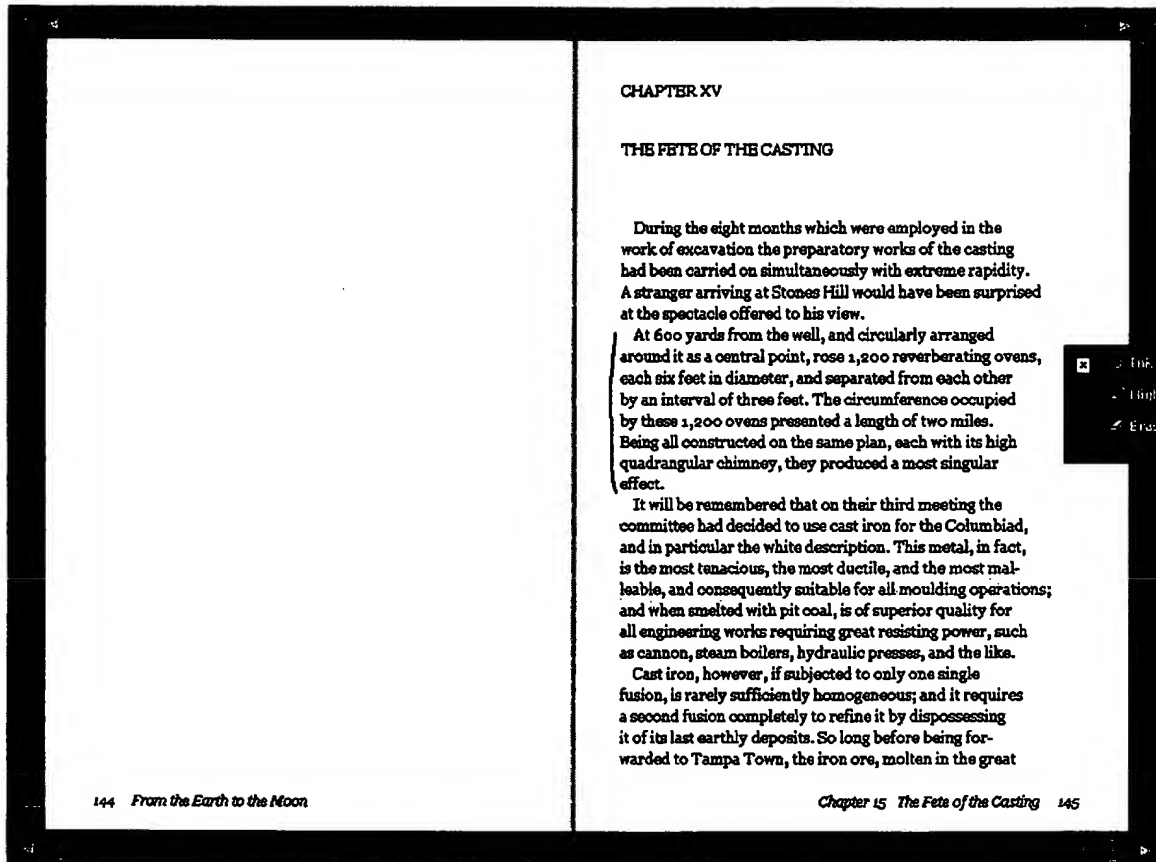 144 From the Earth to the Moon
CHAPTER XV
THE FETE OF THE CASTING
During the eight months which were employed in the
work of excavation the preparatory works of the casting
had been carried on simultaneously with extreme rapidity.
A stranger arriving at Stones Hill would have been surprised
at the spectacle offered to his view.
At 600 yards from the well, and circularly arranged
around it as a central point, rose 1,200 reverberating ovens,
each six feet in diameter, and separated from each other
by an interval of three feet. The circumference occupied
by these 1,200 ovens presented a length of two miles.
Being all constructed on the same plan, each with its high
quadrangular chimney, they produced a most singular
effect.
It will be remembered that on their third meeting the
committee had decided to use cast iron for the Columbiad,
and in particular the white description. This metal, in fact,
is the most tenacious, the most ductile, and the most mal-
leable, and consequently suitable for all moulding operations;
and when smelted with pit coal, is of superior quality for
all engineering works requiring great resisting power, such
as cannon, steam boilers, hydraulic presses, and the like.
Cast iron, however, if subjected to only one single
fusion, is rarely sufficiently homogeneous; and it requires
a second fusion completely to refine it by dispossessing
it of its last earthly deposits. So long before being for-
warded to Tampa Town, the iron ore, molten in the great
Chapter 15 The Fete of the Casting 145
Ink